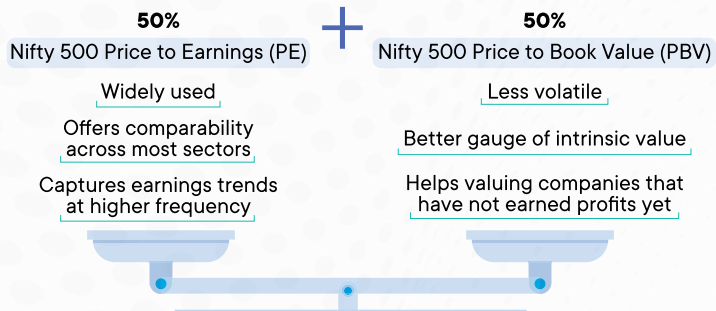 50%
Nifty 500 Price to Earnings (PE)
Widely used
Offers comparability
across most sectors
Captures earnings trends
at higher frequency
+
50%
Nifty 500 Price to Book Value (PBV)
Less volatile
Better gauge of intrinsic value
Helps valuing companies that
have not earned profits yet